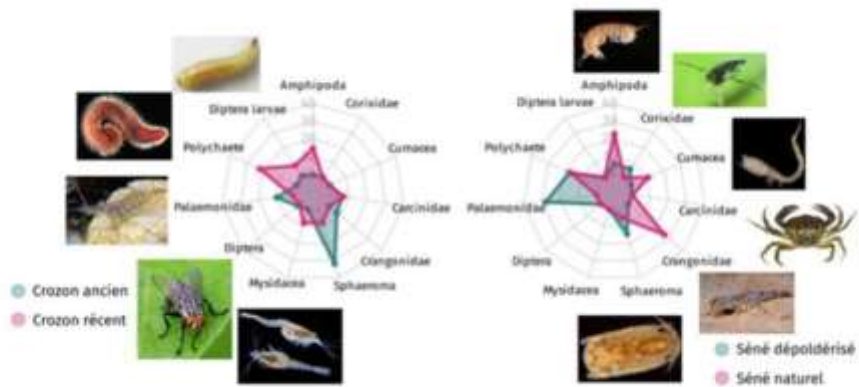 Amphipoda
Diptera larvae
Corixidae
Polychaete
Cumacea
Palaemonidae
Carcinidae
Diptera
Crangonidae
Mysidacea
Sphaeroma
Crozon ancien
Crozon récent
Amphipoda
Diptera larvae
Corixidae
Polychaete
Cumacea
Palaemonidae
Carcinidae
Diptera
Crangonidae
Mysidacea
Sphaeroma
Séné dépoldérisé
Séné naturel